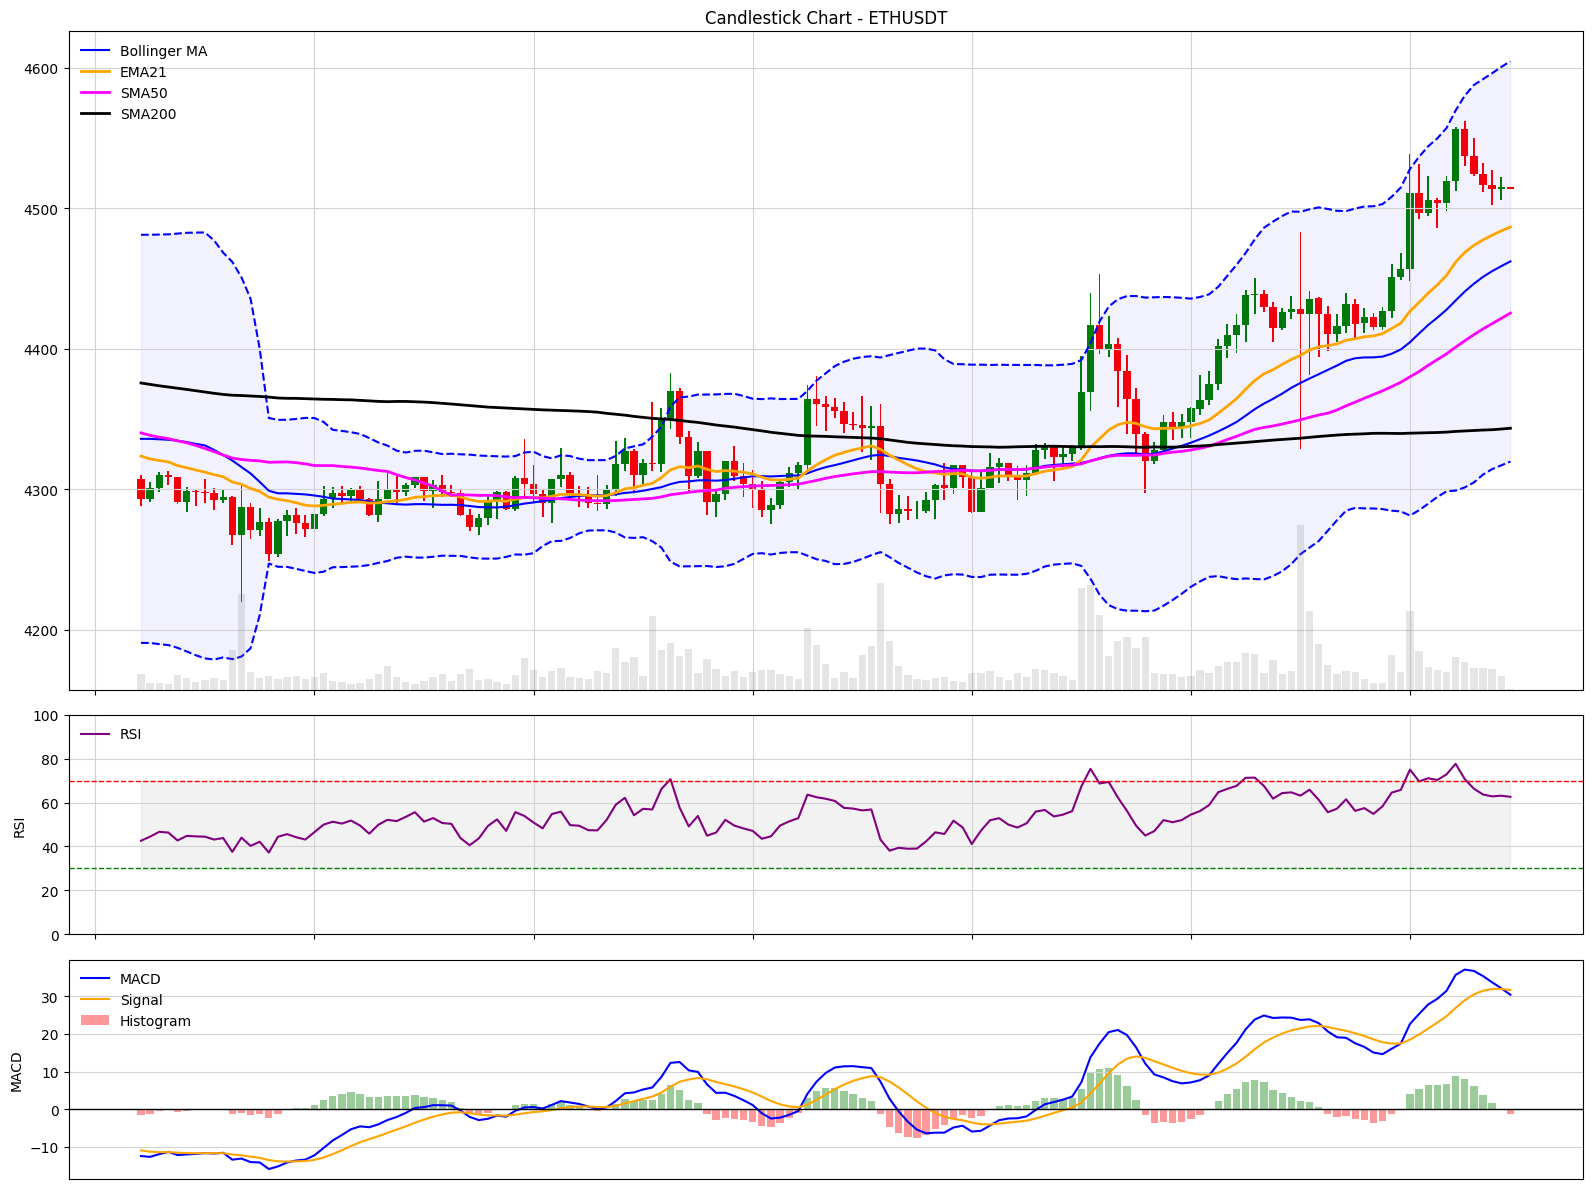 Candlestick Chart - ETHUSDT
Bollinger MA
EMA21
SMA50
SMA200
4600
4500
4400
4300
4200
RSI
100
80
60
40
20
0
RSI
MACD
Signal
Histogram
30
20
10
0
−10
MACD